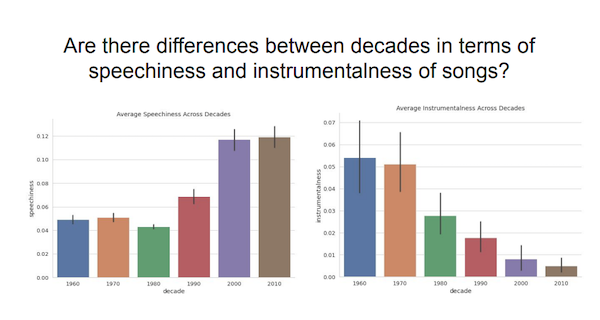 Are there differences between decades in terms of
speechiness and instrumentalness of songs?
Average Speechiness Across Decades
0.12
0.10
0.08
0.06
0.04
0.02
0.00
speechiness
1960 1970 1980 1990 2000 2010
decade
Average Instrumentalness Across Decades
0.07
0.06
0.05
0.04
0.03
0.02
0.01
0.00
instrumentalness
1960 1970 1980 1990 2000 2010
decade